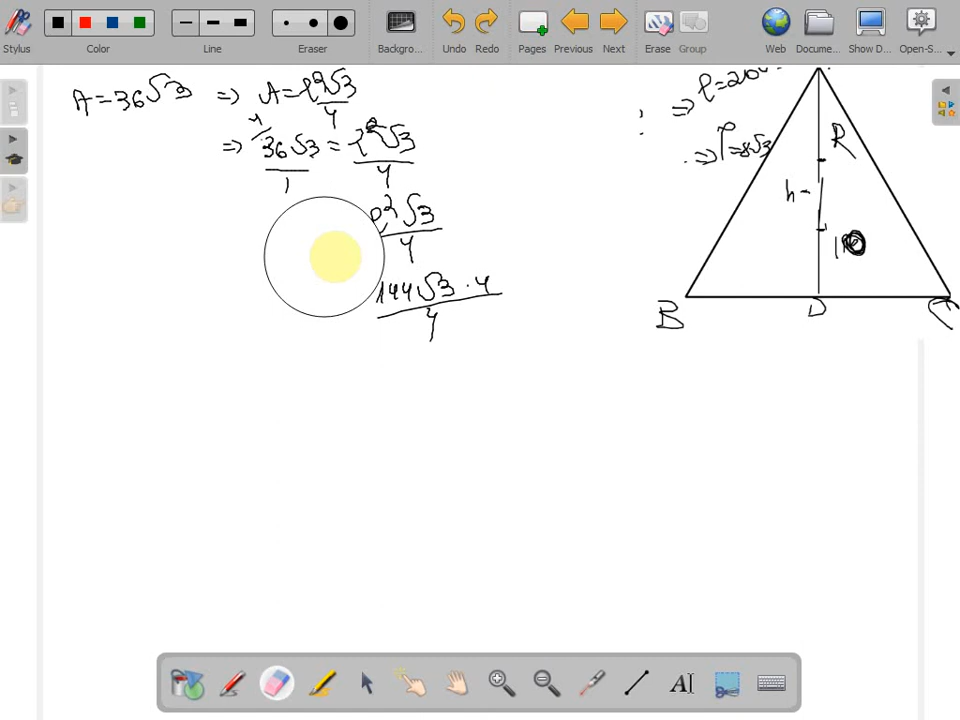 Stylus
Color
Line
Eraser
Backgro...
Undo
Redo
Pages
Previous
Next
Erase
Group
Web
Docume...
Show D...
Open-S...
A=36√3 ⇒ A=l²√3/4
⇒ 4/36√3/1 = l²√3/4
l²√3/4
144√3·4/4
⇒ P=8√3
R
h-
B
D
C